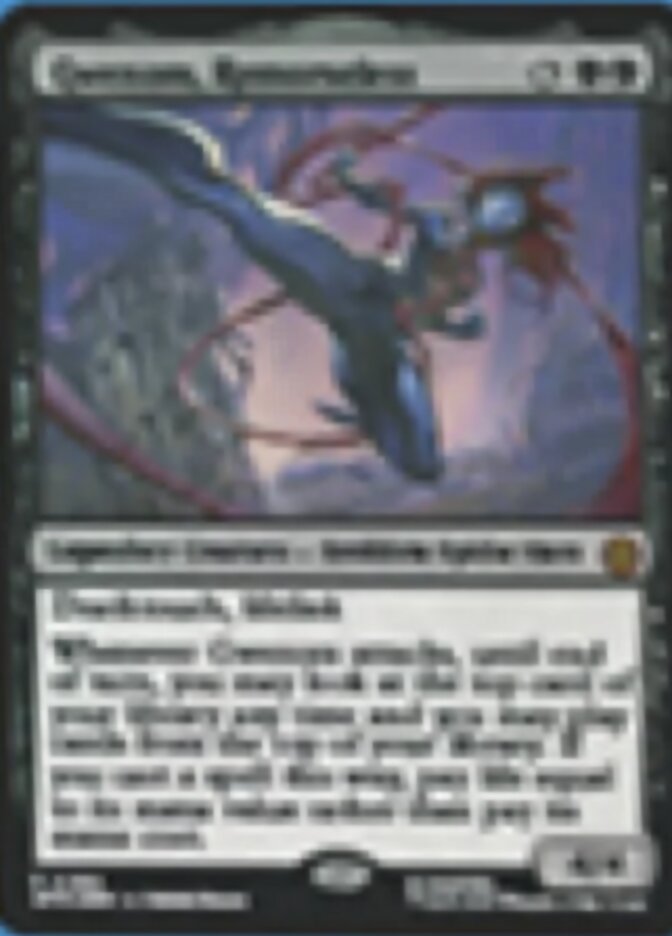 Gwenom, Remorseless
Legendary Creature — Symbiote Spider Hero
Deathtouch, lifelink
Whenever Gwenom attacks, until end
of turn, you may look at the top card of
your library any time and you may play
cards from the top of your library. If
you cast a spell this way, pay life equal
to its mana value rather than pay its
mana cost.
4/4